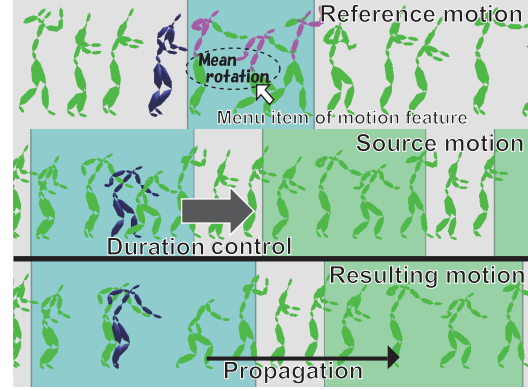 Reference motion
Mean
rotation
Menu item of motion feature
Source motion
Duration control
Resulting motion
Propagation